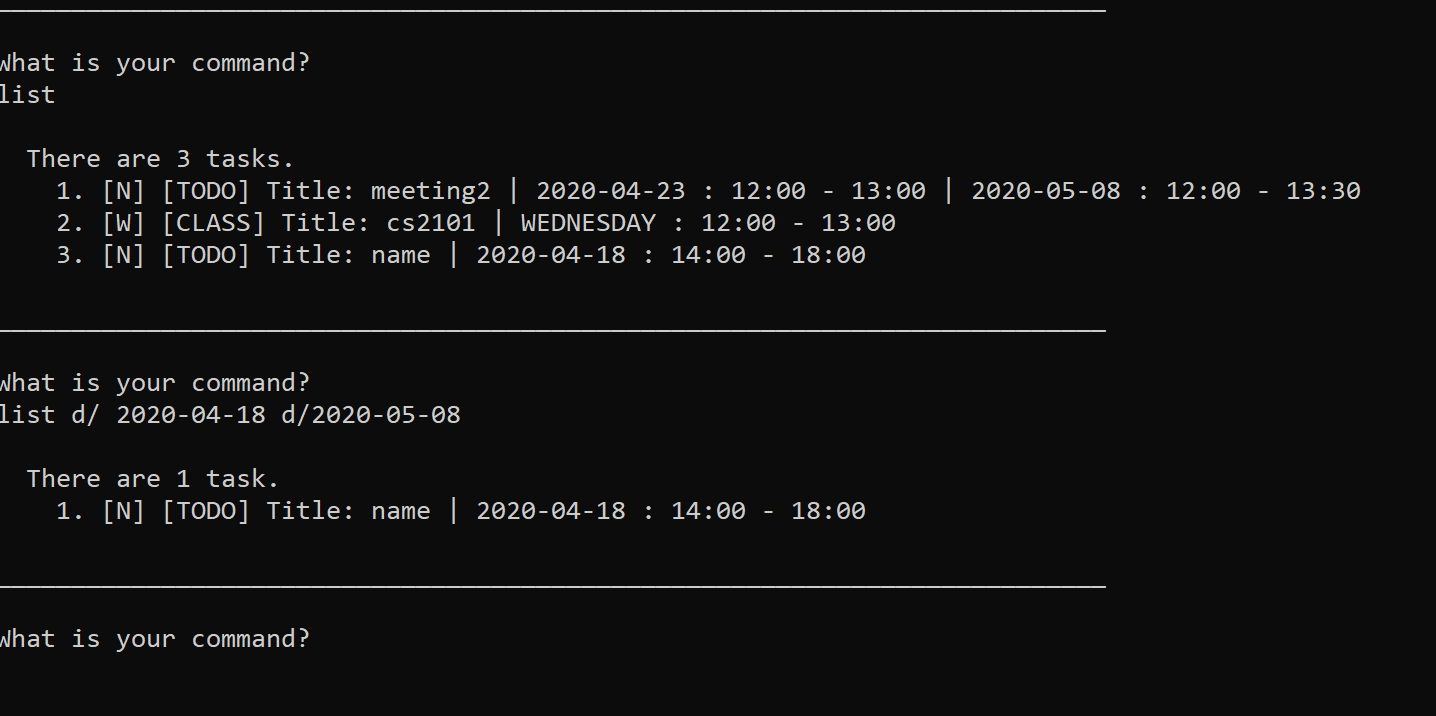 What is your command?
list
There are 3 tasks.
1. [N] [TODO] Title: meeting2 | 2020-04-23 : 12:00 - 13:00 | 2020-05-08 : 12:00 - 13:30
2. [W] [CLASS] Title: cs2101 | WEDNESDAY : 12:00 - 13:00
3. [N] [TODO] Title: name | 2020-04-18 : 14:00 - 18:00
What is your command?
list d/ 2020-04-18 d/2020-05-08
There are 1 task.
1. [N] [TODO] Title: name | 2020-04-18 : 14:00 - 18:00
What is your command?